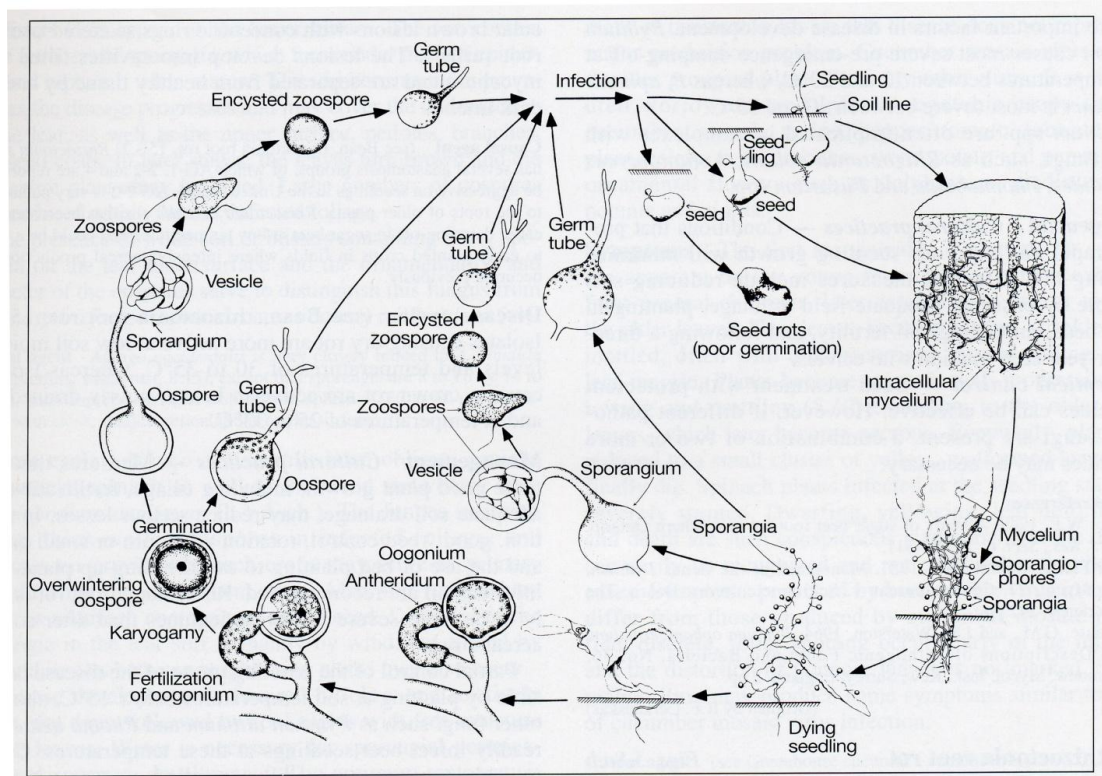 Germ
tube
Encysted zoospore
Zoospores
Vesicle
Sporangium
Oospore
Germ
tube
Oospore
Germination
Overwintering
oospore
Karyogamy
Fertilization
of oogonium
Antheridium
Oogonium
Vesicle
Zoospores
Encysted
zoospore
Germ
tube
Germ
tube
Sporangium
Infection
Seedling
Soil line
Seed-
ling
seed
seed
Seed rots
(poor germination)
Intracellular
mycelium
Mycelium
Sporangio-
phores
Sporangia
Sporangia
Dying
seedling